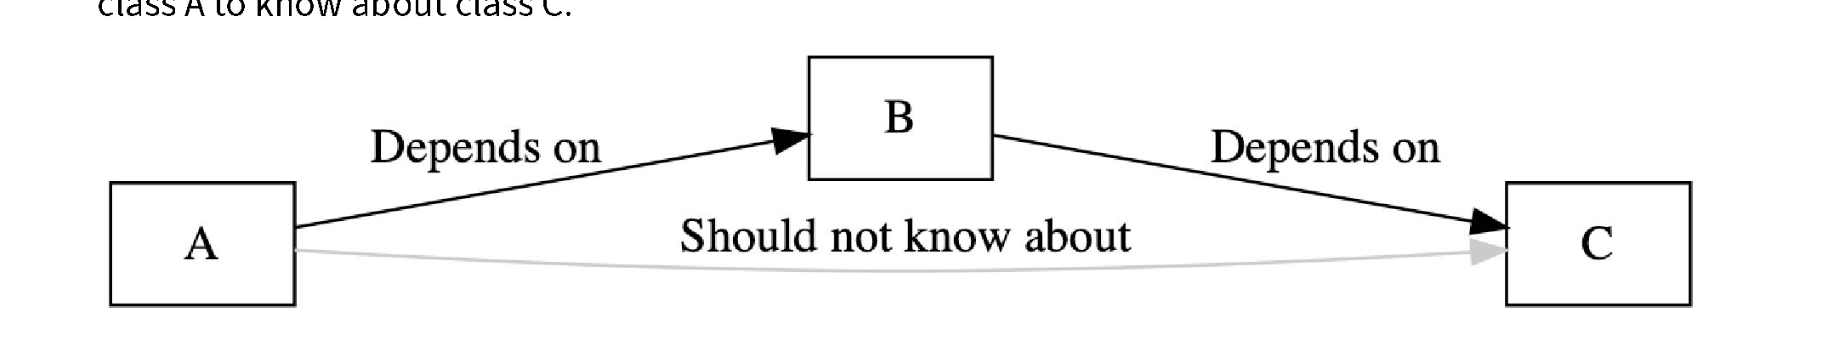 class A to know about class C.
B
Depends on
Depends on
A
Should not know about
C